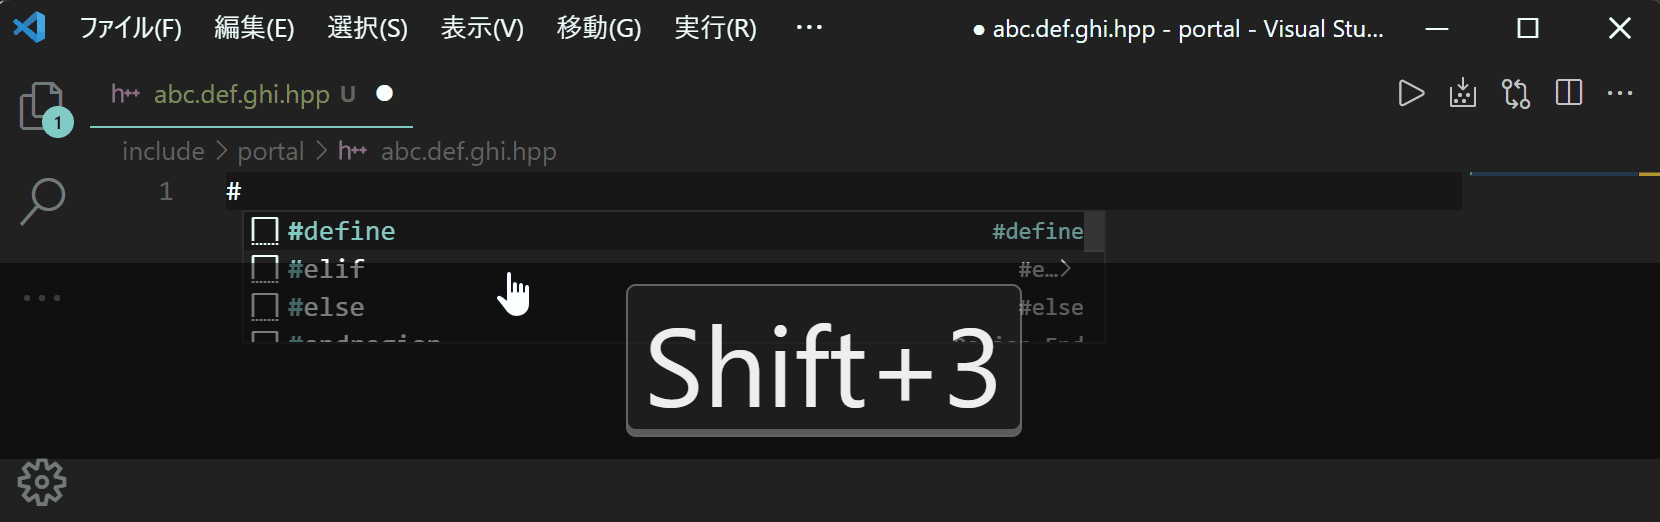 ファイル(F) 編集(E) 選択(S) 表示(V) 移動(G) 実行(R) ··· ● abc.def.ghi.hpp - portal - Visual Stu...
h++ abc.def.ghi.hpp U ●
1
include > portal > h++ abc.def.ghi.hpp
1 #
#define #define
#elif #e...>
#else #else
#endregion
Shift+3